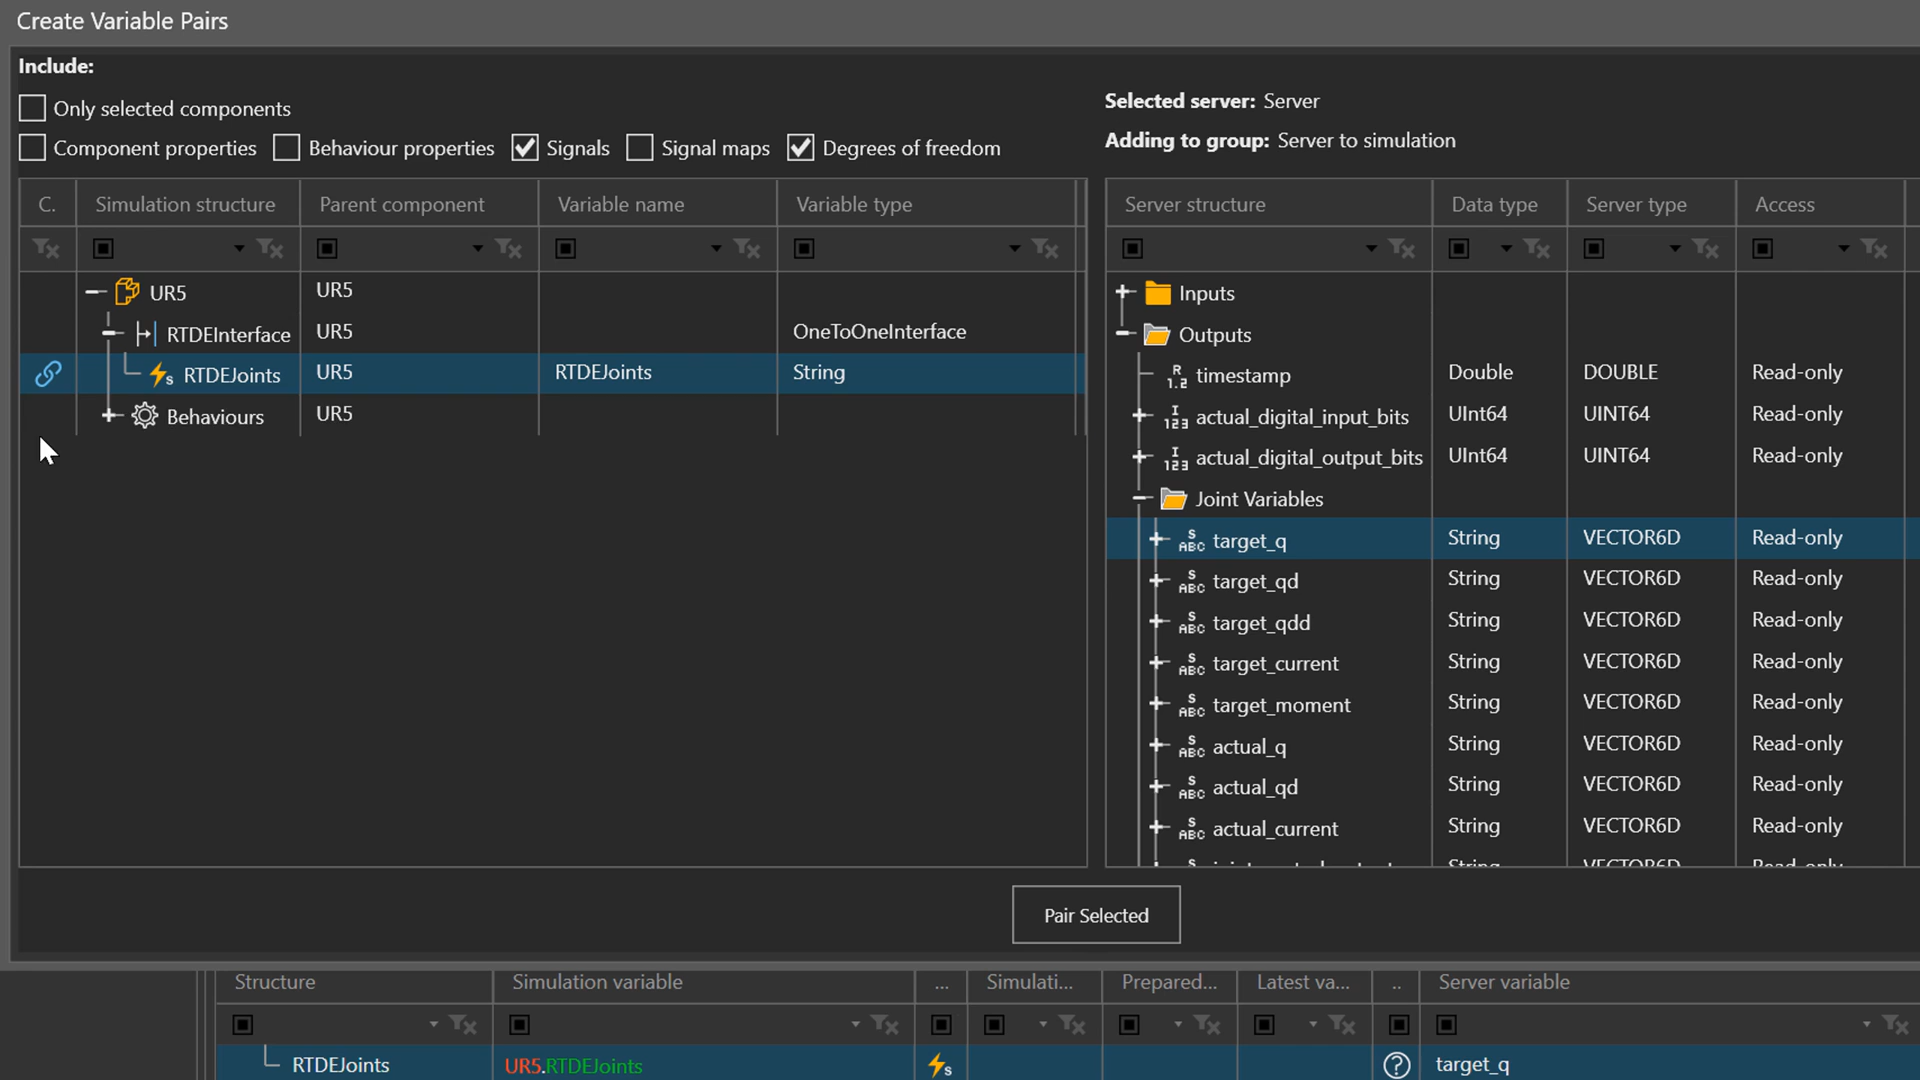 Create Variable Pairs
Include:
Only selected components
Component properties Behaviour properties Signals Signal maps Degrees of freedom
Selected server: Server
Adding to group: Server to simulation
C. Simulation structure Parent component Variable name Variable type
UR5 UR5
RTDEInterface UR5 OneToOneInterface
RTDEJoints UR5 RTDEJoints String
Behaviours UR5
Server structure Data type Server type Access
Inputs
Outputs
timestamp Double DOUBLE Read-only
actual_digital_input_bits UInt64 UINT64 Read-only
actual_digital_output_bits UInt64 UINT64 Read-only
Joint Variables
target_q String VECTOR6D Read-only
target_qd String VECTOR6D Read-only
target_qdd String VECTOR6D Read-only
target_current String VECTOR6D Read-only
target_moment String VECTOR6D Read-only
actual_q String VECTOR6D Read-only
actual_qd String VECTOR6D Read-only
actual_current String VECTOR6D Read-only
String VECTOR6D Read-only
Pair Selected
Structure Simulation variable ... Simulati... Prepared... Latest va... .. Server variable
RTDEJoints UR5.RTDEJoints target_q